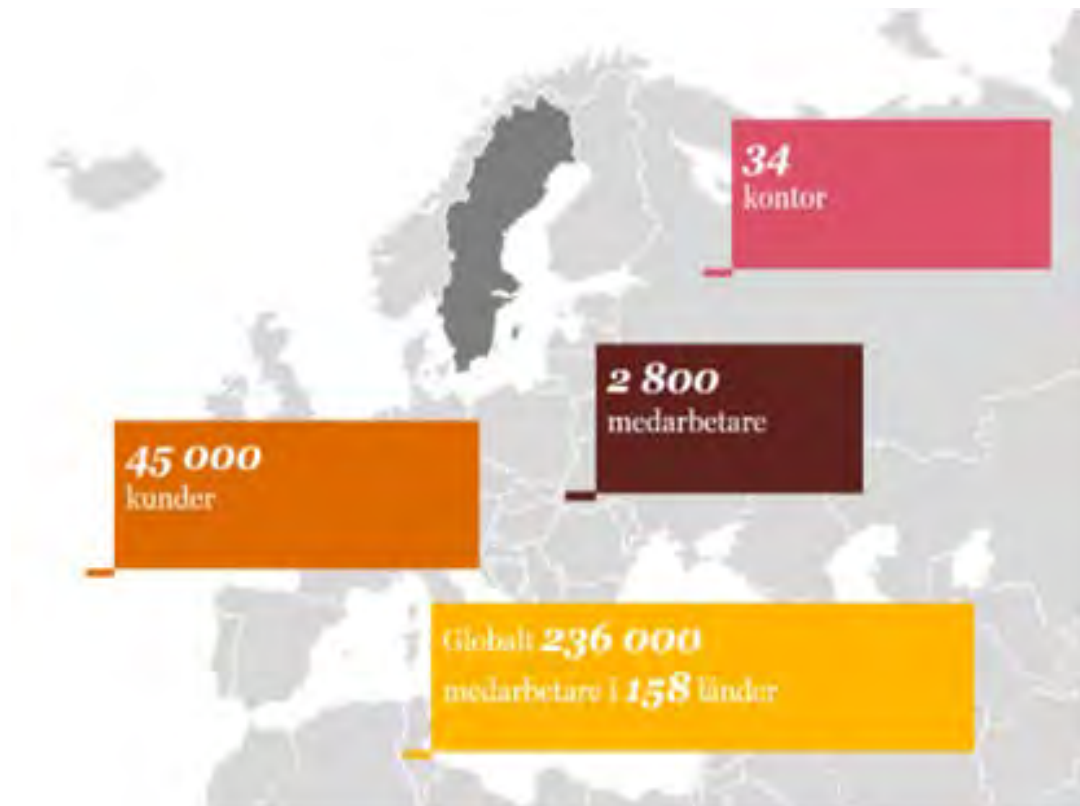 34
kontor
2 800
medarbetare
45 000
kunder
Globalt 236 000
medarbetare i 158 länder